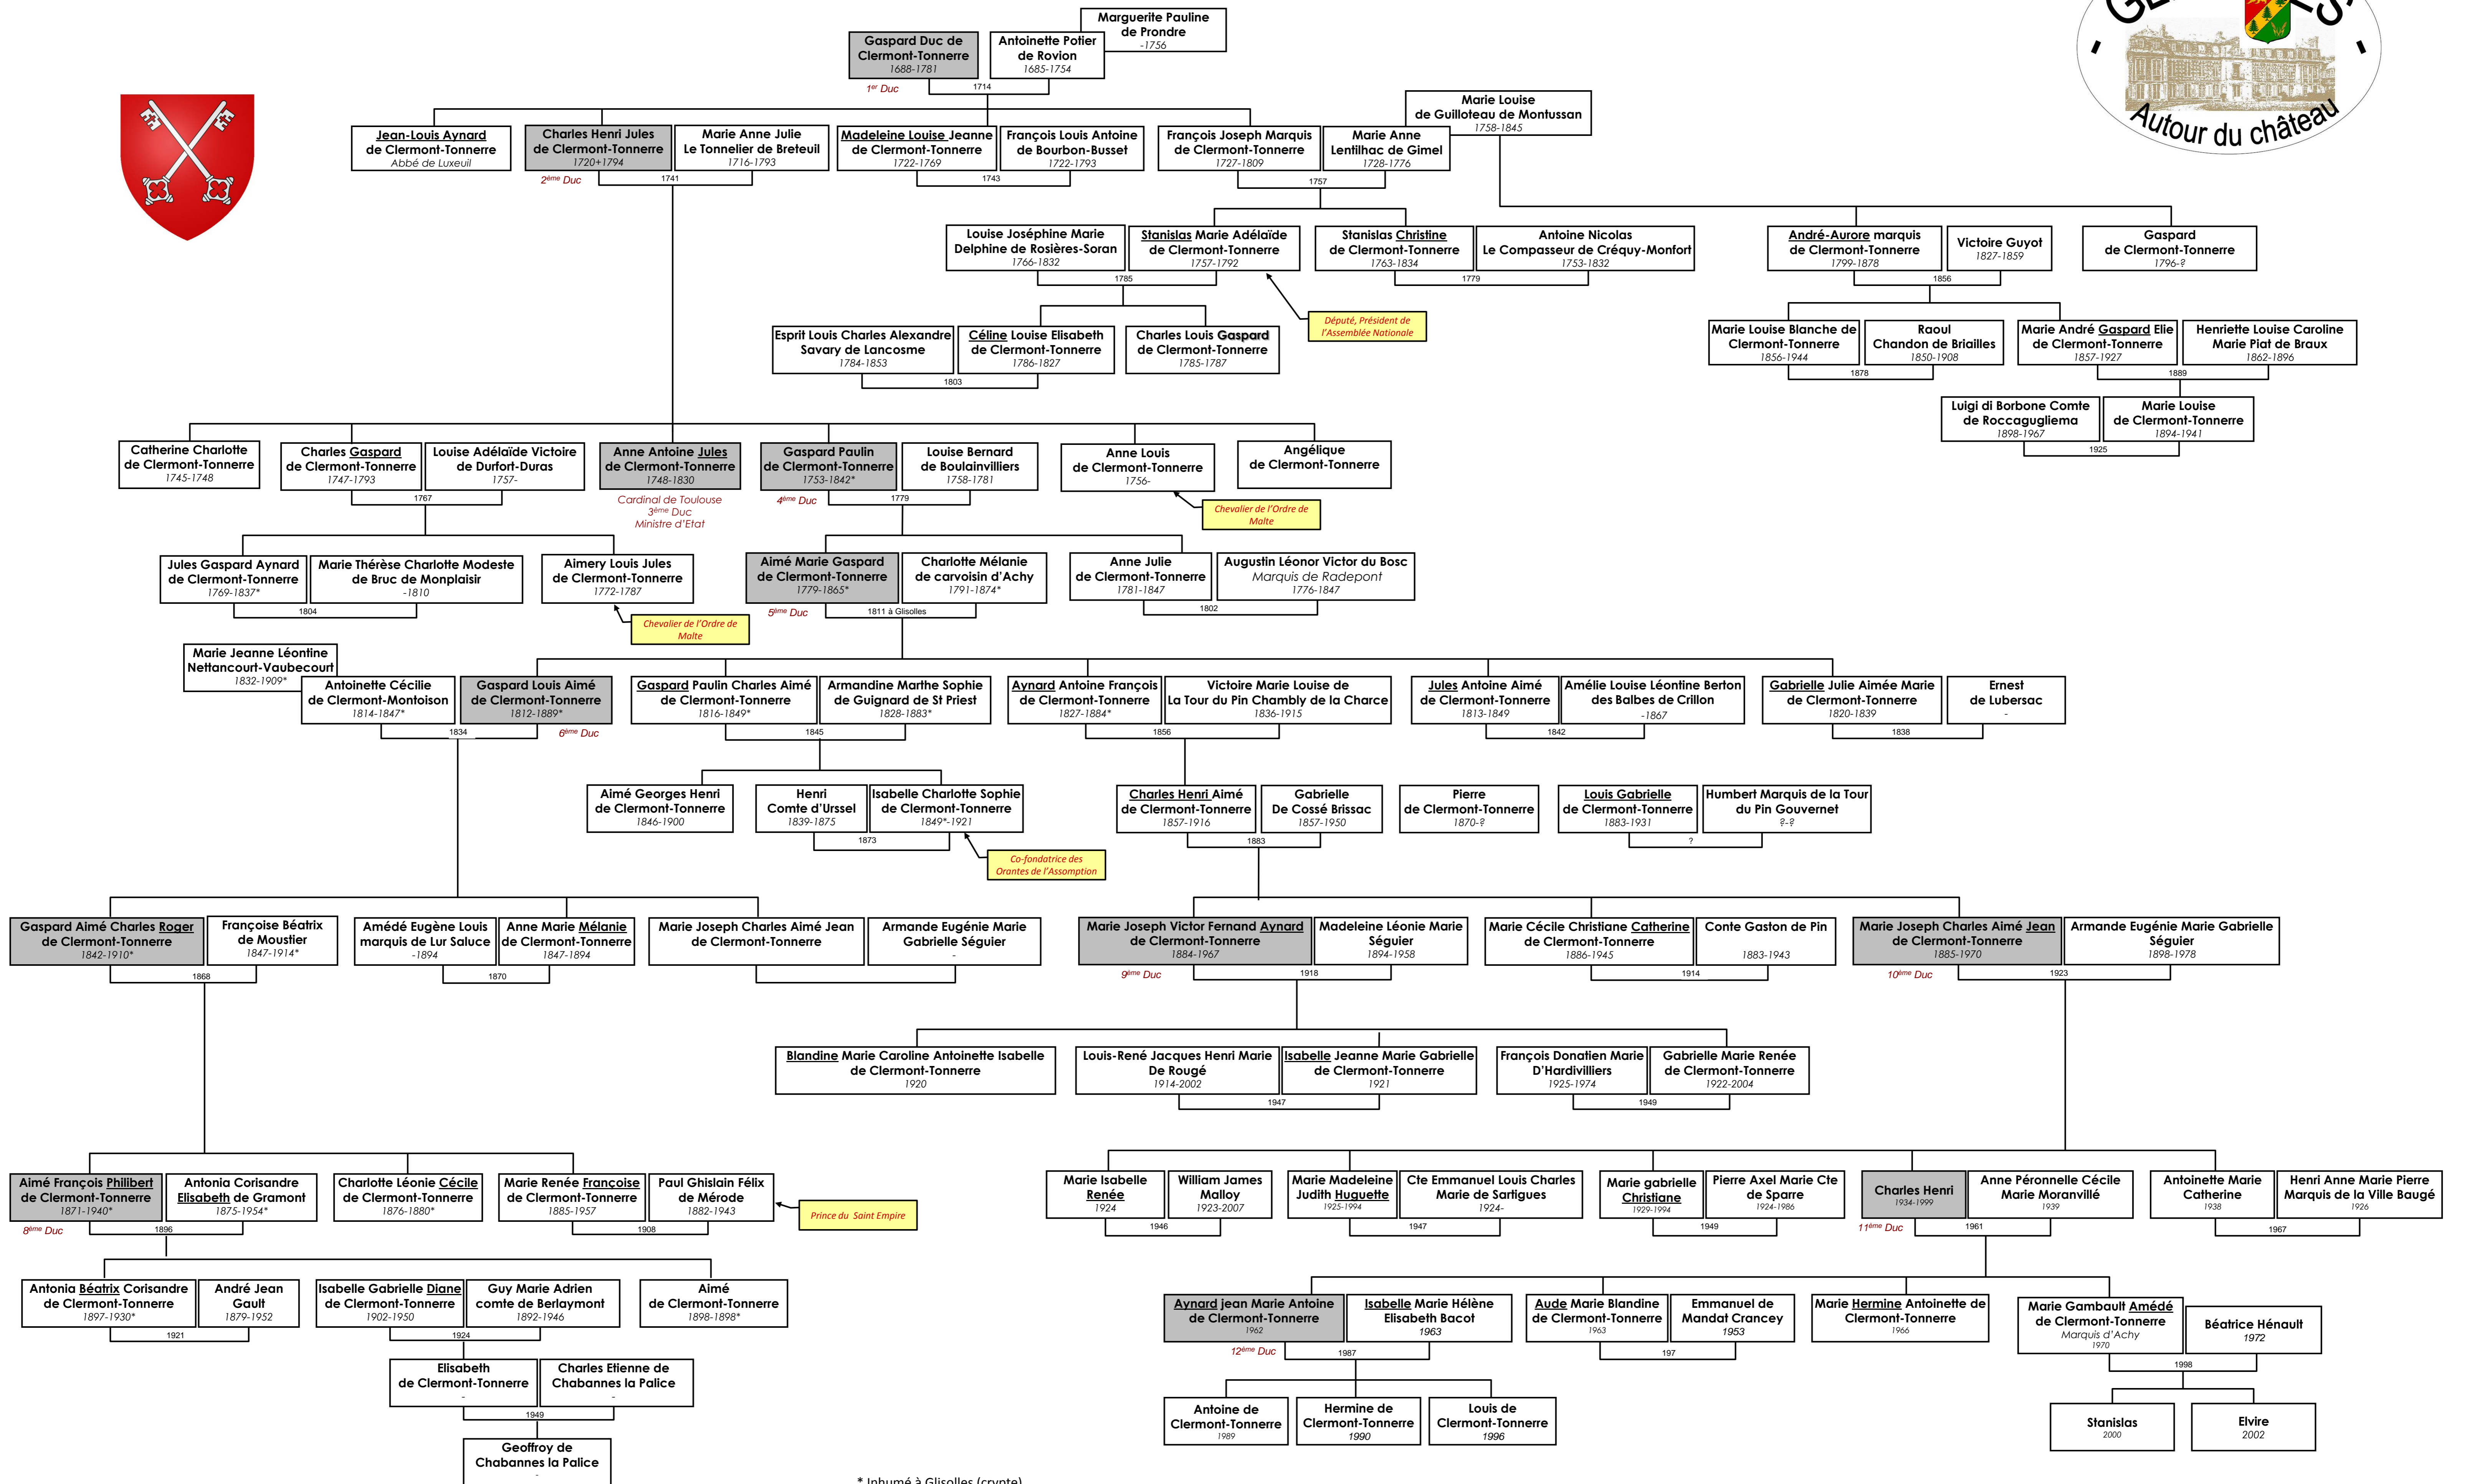 Marguerite Pauline
de Prondre
-1756
Gaspard Duc de
Clermont-Tonnerre
1688-1781
Antoinette Potier
de Rovion
1685-1754
1er Duc
1714
Autour du château
Jean-Louis Aynard
de Clermont-Tonnerre
Abbé de Luxeuil
Charles Henri Jules
de Clermont-Tonnerre
1720+1794
Marie Anne Julie
Le Tonnelier de Breteuil
1716-1793
2ème Duc
1741
Madeleine Louise Jeanne
de Clermont-Tonnerre
1722-1769
François Louis Antoine
de Bourbon-Busset
1722-1793
1743
François Joseph Marquis
de Clermont-Tonnerre
1727-1809
Marie Anne
Lentilhac de Gimel
1728-1776
1757
Marie Louise
de Guilloteau de Montussan
1758-1845
Louise Joséphine Marie
Delphine de Rosières-Soran
1766-1832
Stanislas Marie Adélaïde
de Clermont-Tonnerre
1757-1792
1785
Stanislas Christine
de Clermont-Tonnerre
1763-1834
Antoine Nicolas
Le Compasseur de Créquy-Monfort
1753-1832
1779
André-Aurore marquis
de Clermont-Tonnerre
1799-1878
Victoire Guyot
1827-1859
1856
Gaspard
de Clermont-Tonnerre
1796-?
Député, Président de
l'Assemblée Nationale
Esprit Louis Charles Alexandre
Savary de Lancosme
1784-1853
Céline Louise Elisabeth
de Clermont-Tonnerre
1786-1827
1803
Charles Louis Gaspard
de Clermont-Tonnerre
1785-1787
Marie Louise Blanche de
Clermont-Tonnerre
1856-1944
Raoul
Chandon de Briailles
1850-1908
1878
Marie André Gaspard Elie
de Clermont-Tonnerre
1857-1927
Henriette Louise Caroline
Marie Piat de Braux
1862-1896
1889
Luigi di Borbone Comte
de Roccagugliema
1898-1967
Marie Louise
de Clermont-Tonnerre
1894-1941
1925
Catherine Charlotte
de Clermont-Tonnerre
1745-1748
Charles Gaspard
de Clermont-Tonnerre
1747-1793
Louise Adélaïde Victoire
de Durfort-Duras
1757-
1767
Anne Antoine Jules
de Clermont-Tonnerre
1748-1830
Cardinal de Toulouse
3ème Duc
Ministre d'Etat
Gaspard Paulin
de Clermont-Tonnerre
1753-1842*
Louise Bernard
de Boulainvilliers
1758-1781
4ème Duc
1779
Anne Louis
de Clermont-Tonnerre
1756-
Chevalier de l'Ordre de
Malte
Angélique
de Clermont-Tonnerre
Jules Gaspard Aynard
de Clermont-Tonnerre
1769-1837*
Marie Thérèse Charlotte Modeste
de Bruc de Monplaisir
-1810
1804
Aimery Louis Jules
de Clermont-Tonnerre
1772-1787
Chevalier de l'Ordre de
Malte
Aimé Marie Gaspard
de Clermont-Tonnerre
1779-1865*
Charlotte Mélanie
de carvoisin d'Achy
1791-1874*
5ème Duc
1811 à Glisolles
Anne Julie
de Clermont-Tonnerre
1781-1847
Augustin Léonor Victor du Bosc
Marquis de Radepont
1776-1847
1802
Marie Jeanne Léontine
Nettancourt-Vaubecourt
1832-1909*
Antoinette Cécilie
de Clermont-Montoison
1814-1847*
Gaspard Louis Aimé
de Clermont-Tonnerre
1812-1889*
1834
6ème Duc
Gaspard Paulin Charles Aimé
de Clermont-Tonnerre
1816-1849*
Armandine Marthe Sophie
de Guignard de St Priest
1828-1883*
1845
Aynard Antoine François
de Clermont-Tonnerre
1827-1884*
Victoire Marie Louise de
La Tour du Pin Chambly de la Charce
1836-1915
1856
Jules Antoine Aimé
de Clermont-Tonnerre
1813-1849
Amélie Louise Léontine Berton
des Balbes de Crillon
-1867
1842
Gabrielle Julie Aimée Marie
de Clermont-Tonnerre
1820-1839
Ernest
de Lubersac
-
1838
Aimé Georges Henri
de Clermont-Tonnerre
1846-1900
Henri
Comte d'Urssel
1839-1875
Isabelle Charlotte Sophie
de Clermont-Tonnerre
1849*-1921
1873
Co-fondatrice des
Orantes de l'Assomption
Charles Henri Aimé
de Clermont-Tonnerre
1857-1916
Gabrielle
De Cossé Brissac
1857-1950
1883
Pierre
de Clermont-Tonnerre
1870-?
Louis Gabrielle
de Clermont-Tonnerre
1883-1931
Humbert Marquis de la Tour
du Pin Gouvernet
?-?
?
Gaspard Aimé Charles Roger
de Clermont-Tonnerre
1842-1910*
Françoise Béatrix
de Moustier
1847-1914*
1868
Amédé Eugène Louis
marquis de Lur Saluce
-1894
Anne Marie Mélanie
de Clermont-Tonnerre
1847-1894
1870
Marie Joseph Charles Aimé Jean
de Clermont-Tonnerre
Armande Eugénie Marie
Gabrielle Séguier
-
Marie Joseph Victor Fernand Aynard
de Clermont-Tonnerre
1884-1967
Madeleine Léonie Marie
Séguier
1894-1958
9ème Duc
1918
Marie Cécile Christiane Catherine
de Clermont-Tonnerre
1886-1945
Conte Gaston de Pin
1883-1943
1914
Marie Joseph Charles Aimé Jean
de Clermont-Tonnerre
1885-1970
Armande Eugénie Marie Gabrielle
Séguier
1898-1978
10ème Duc
1923
Blandine Marie Caroline Antoinette Isabelle
de Clermont-Tonnerre
1920
Louis-René Jacques Henri Marie
De Rougé
1914-2002
Isabelle Jeanne Marie Gabrielle
de Clermont-Tonnerre
1921
1947
François Donatien Marie
D'Hardivilliers
1925-1974
Gabrielle Marie Renée
de Clermont-Tonnerre
1922-2004
1949
Aimé François Philibert
de Clermont-Tonnerre
1871-1940*
Antonia Corisandre
Elisabeth de Gramont
1875-1954*
8ème Duc
1896
Charlotte Léonie Cécile
de Clermont-Tonnerre
1876-1880*
Marie Renée Françoise
de Clermont-Tonnerre
1885-1957
Paul Ghislain Félix
de Mérode
1882-1943
1908
Prince du Saint Empire
Marie Isabelle
Renée
1924
William James
Malloy
1923-2007
1946
Marie Madeleine
Judith Huguette
1925-1994
Cte Emmanuel Louis Charles
Marie de Sartigues
1924-
1947
Marie gabrielle
Christiane
1929-1994
Pierre Axel Marie Cte
de Sparre
1924-1986
1949
Charles Henri
1934-1999
Anne Péronnelle Cécile
Marie Moranvillé
1939
11ème Duc
1961
Antoinette Marie
Catherine
1938
Henri Anne Marie Pierre
Marquis de la Ville Baugé
1926
1967
Antonia Béatrix Corisandre
de Clermont-Tonnerre
1897-1930*
André Jean
Gault
1879-1952
1921
Isabelle Gabrielle Diane
de Clermont-Tonnerre
1902-1950
Guy Marie Adrien
comte de Berlaymont
1892-1946
1924
Aimé
de Clermont-Tonnerre
1898-1898*
Aynard jean Marie Antoine
de Clermont-Tonnerre
1962
Isabelle Marie Hélène
Elisabeth Bacot
1963
12ème Duc
1987
Aude Marie Blandine
de Clermont-Tonnerre
1963
Emmanuel de
Mandat Crancey
1953
197
Marie Hermine Antoinette de
Clermont-Tonnerre
1966
Marie Gambault Amédé
de Clermont-Tonnerre
Marquis d'Achy
1970
Béatrice Hénault
1972
1998
Elisabeth
de Clermont-Tonnerre
-
Charles Etienne de
Chabannes la Palice
-
1949
Antoine de
Clermont-Tonnerre
1989
Hermine de
Clermont-Tonnerre
1990
Louis de
Clermont-Tonnerre
1996
Stanislas
2000
Elvire
2002
Geoffroy de
Chabannes la Palice
-
* Inhumé à Glisolles (crypte)